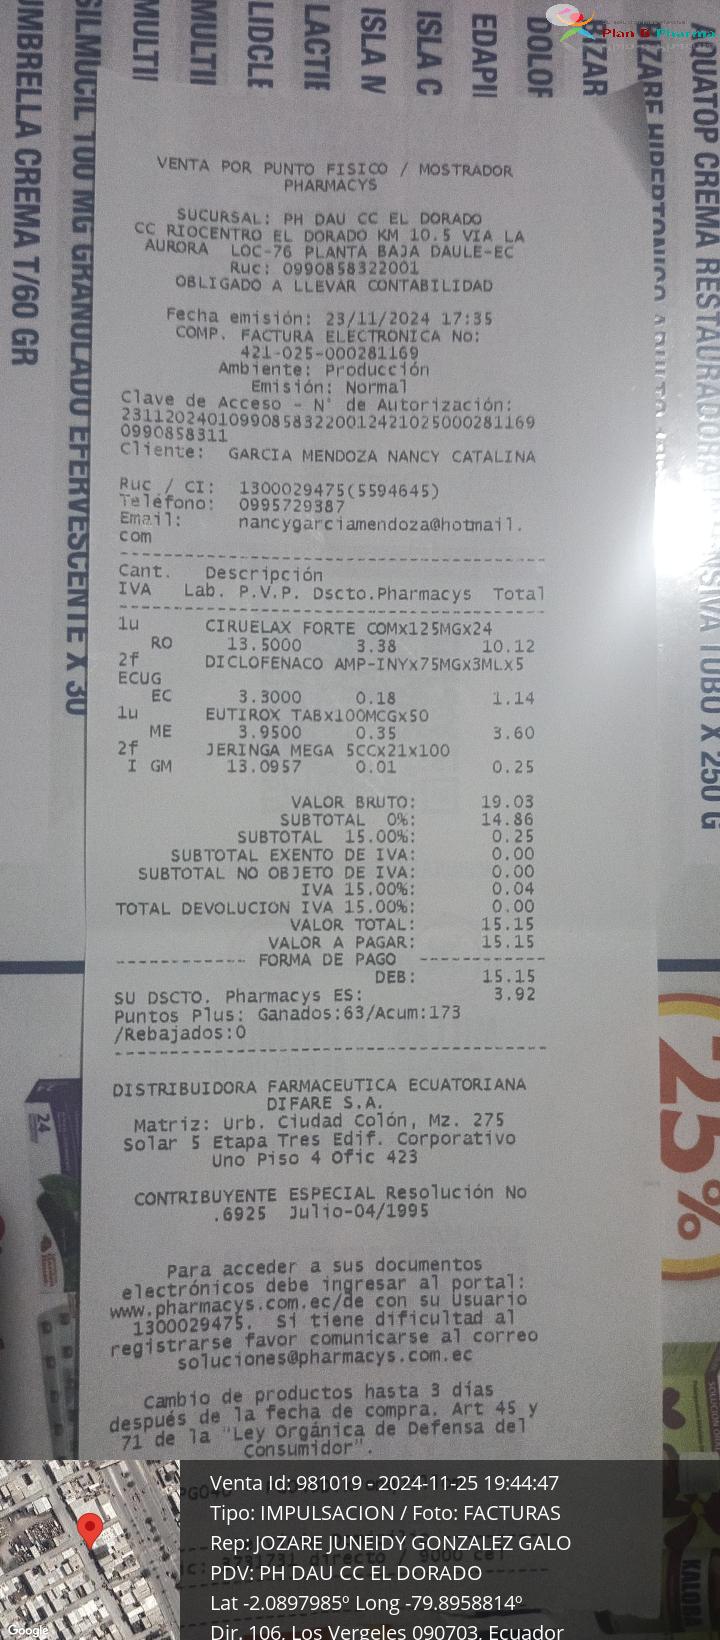 UMBRELLA CREMA T/60 GR
SILIMUCIL 100 MG GRANULADO EFERVESCENTE X 30
MULTII
MULTII
LIDCLE
LACTIE
ISLA N
ISLA C
EDAPII
DOLOF
Plan B Pharma
25%
24
VENTA POR PUNTO FISICO / MOSTRADOR
PHARMACYS
SUCURSAL: PH DAU CC EL DORADO
CC RIOCENTRO EL DORADO KM 10.5 VIA LA
AURORA LOC-76 PLANTA BAJA DAULE-EC
Ruc: 0990858322001
OBLIGADO A LLEVAR CONTABILIDAD
Fecha emisión: 23/11/2024 17:35
COMP. FACTURA ELECTRONICA No:
421-025-000281169
Ambiente: Producción
Emisión: Normal
Clave de Acceso - N° de Autorización:
231120240109908583220012421025000281169
0990858311
Cliente: GARCIA MENDOZA NANCY CATALINA
Ruc / CI: 1300029475(5594645)
Teléfono: 0995729387
Email: nancygarciamendoza@hotmail.
com
Cant. Descripción
IVA Lab. P.V.P. Dscto.Pharmacys Total
1u CIRUELAX FORTE COMx125MGx24
RO 13.5000 3.38 10.12
2f DICLOFENACO AMP-INYx75MGx3MLx5
ECUG
EC 3.3000 0.18 1.14
1u EUTIROX TABx100MCGx50
ME 3.9500 0.35 3.60
2f JERINGA MEGA 5CCx21x100
I GM 13.0957 0.01 0.25
VALOR BRUTO: 19.03
SUBTOTAL 0%: 14.86
SUBTOTAL 15.00%: 0.25
SUBTOTAL EXENTO DE IVA: 0.00
SUBTOTAL NO OBJETO DE IVA: 0.00
IVA 15.00%: 0.04
TOTAL DEVOLUCION IVA 15.00%: 0.00
VALOR TOTAL: 15.15
VALOR A PAGAR: 15.15
------------ FORMA DE PAGO ------------
DEB: 15.15
SU DSCTO. Pharmacys ES: 3.92
Puntos Plus: Ganados:63/Acum:173
/Rebajados:0
DISTRIBUIDORA FARMACEUTICA ECUATORIANA
DIFARE S.A.
Matriz: Urb. Ciudad Colón, Mz. 275
Solar 5 Etapa Tres Edif. Corporativo
Uno Piso 4 Ofic 423
CONTRIBUYENTE ESPECIAL Resolución No
.6925 Julio-04/1995
Para acceder a sus documentos
electrónicos debe ingresar al portal:
www.pharmacys.com.ec/de con su Usuario
1300029475. Si tiene dificultad al
registrarse favor comunicarse al correo
soluciones@pharmacys.com.ec
Cambio de productos hasta 3 días
después de la fecha de compra. Art 45 y
71 de la "Ley Orgánica de Defensa del
Consumidor".
Venta Id: 981019 - 2024-11-25 19:44:47
Tipo: IMPULSACION / Foto: FACTURAS
Rep: JOZARE JUNEIDY GONZALEZ GALO
PDV: PH DAU CC EL DORADO
Lat -2.0897985º Long -79.8958814º
Dir. 106, Los Vergeles 090703, Ecuador
Google
KALOBA